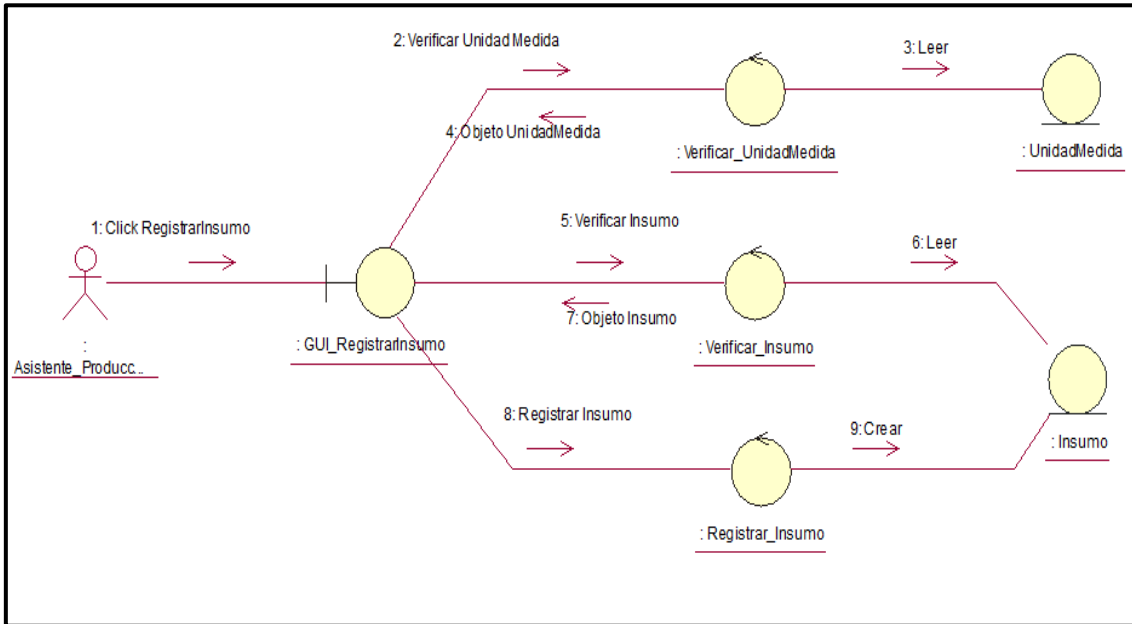 2: Verificar Unidad Medida
3: Leer
4: Objeto UnidadMedida
: Verificar_UnidadMedida
: UnidadMedida
1: Click RegistrarInsumo
5: Verificar Insumo
6: Leer
7: Objeto Insumo
:
Asistente_Producc...
: GUI_RegistrarInsumo
: Verificar_Insumo
8: Registrar Insumo
9: Crear
: Insumo
: Registrar_Insumo